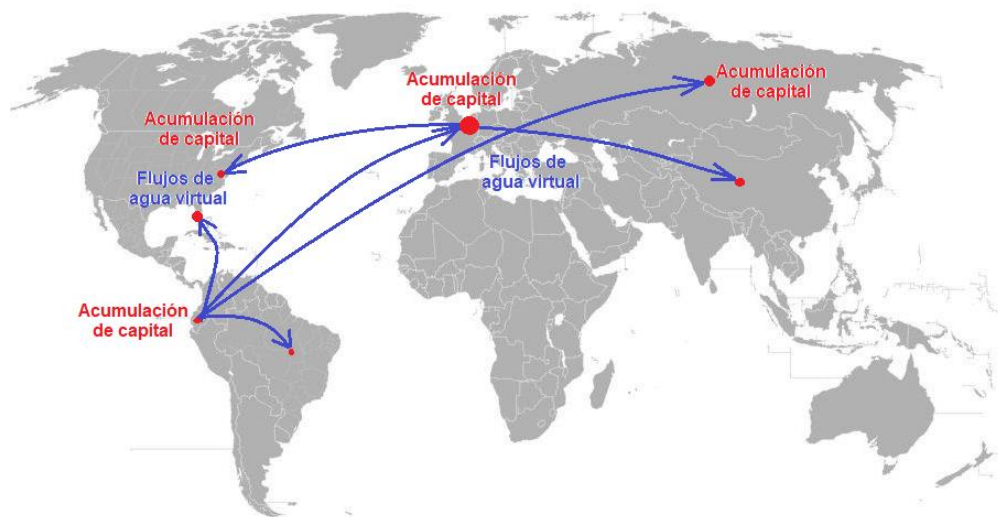 Acumulación
de capital
Acumulación
de capital
Acumulación
de capital
Flujos de
agua virtual
Flujos de
agua virtual
Acumulación
de capital